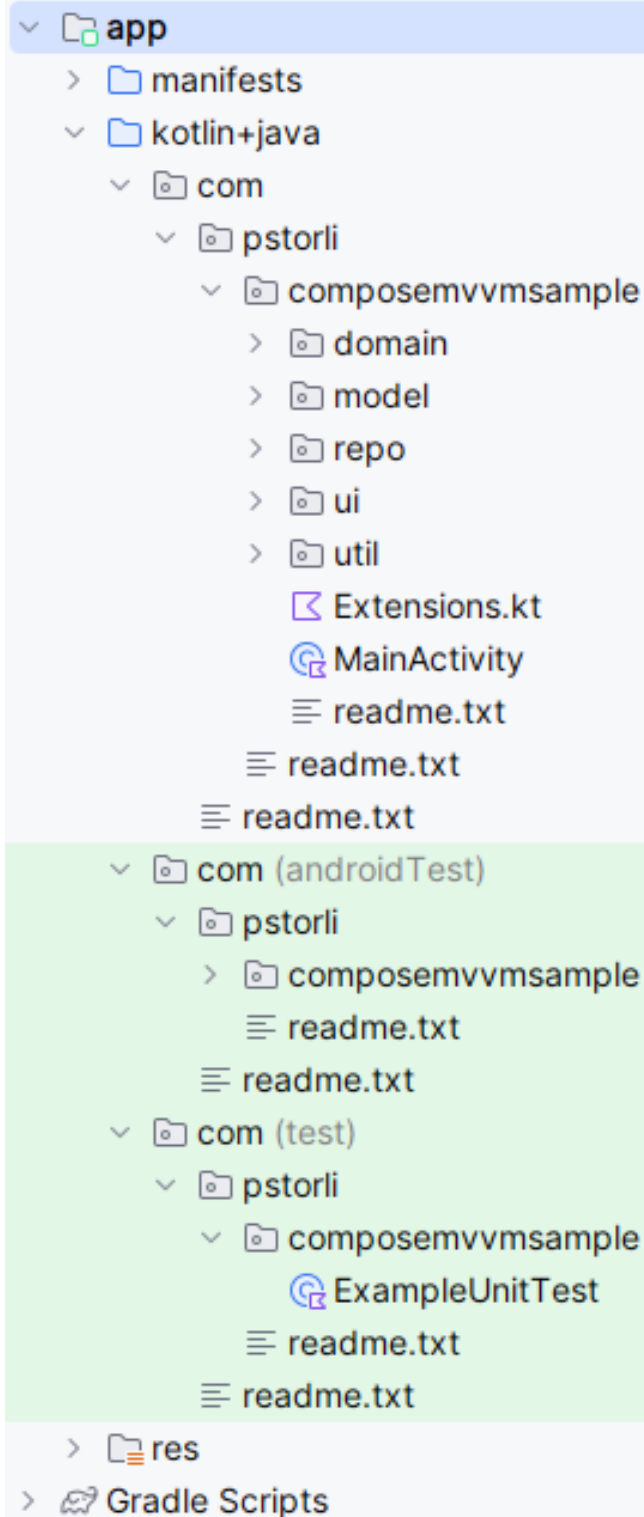 app
manifests
kotlin+java
com
pstorli
composemvvmsample
domain
model
repo
ui
util
Extensions.kt
MainActivity
readme.txt
readme.txt
readme.txt
com (androidTest)
pstorli
composemvvmsample
readme.txt
readme.txt
com (test)
pstorli
composemvvmsample
ExampleUnitTest
readme.txt
readme.txt
res
Gradle Scripts